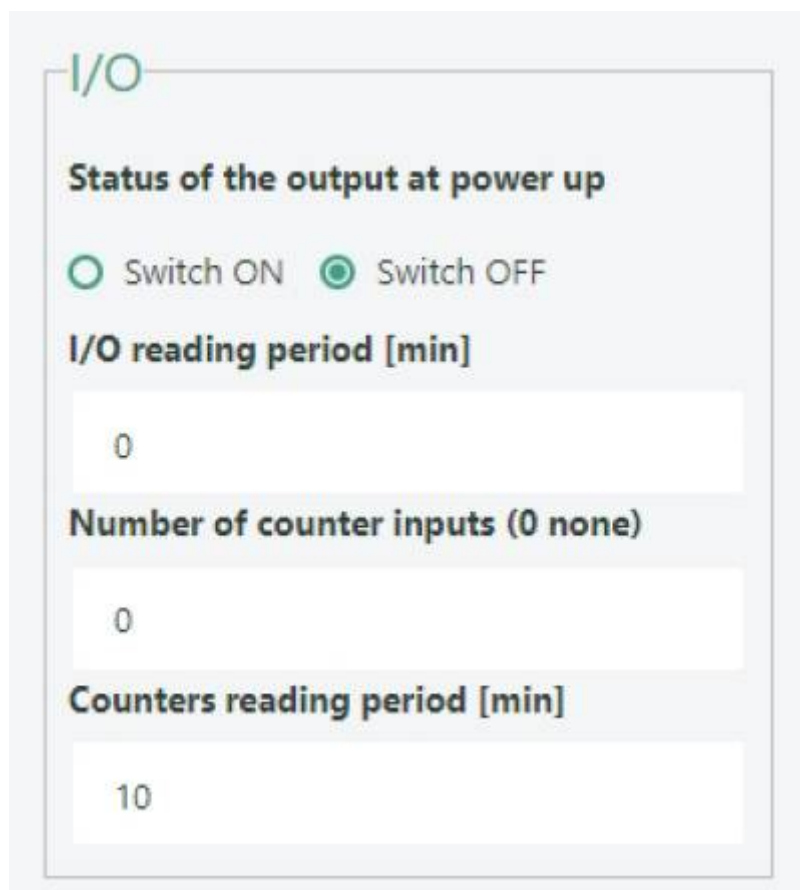 I/O
Status of the output at power up
Switch ON Switch OFF
I/O reading period [min]
0
Number of counter inputs (0 none)
0
Counters reading period [min]
10